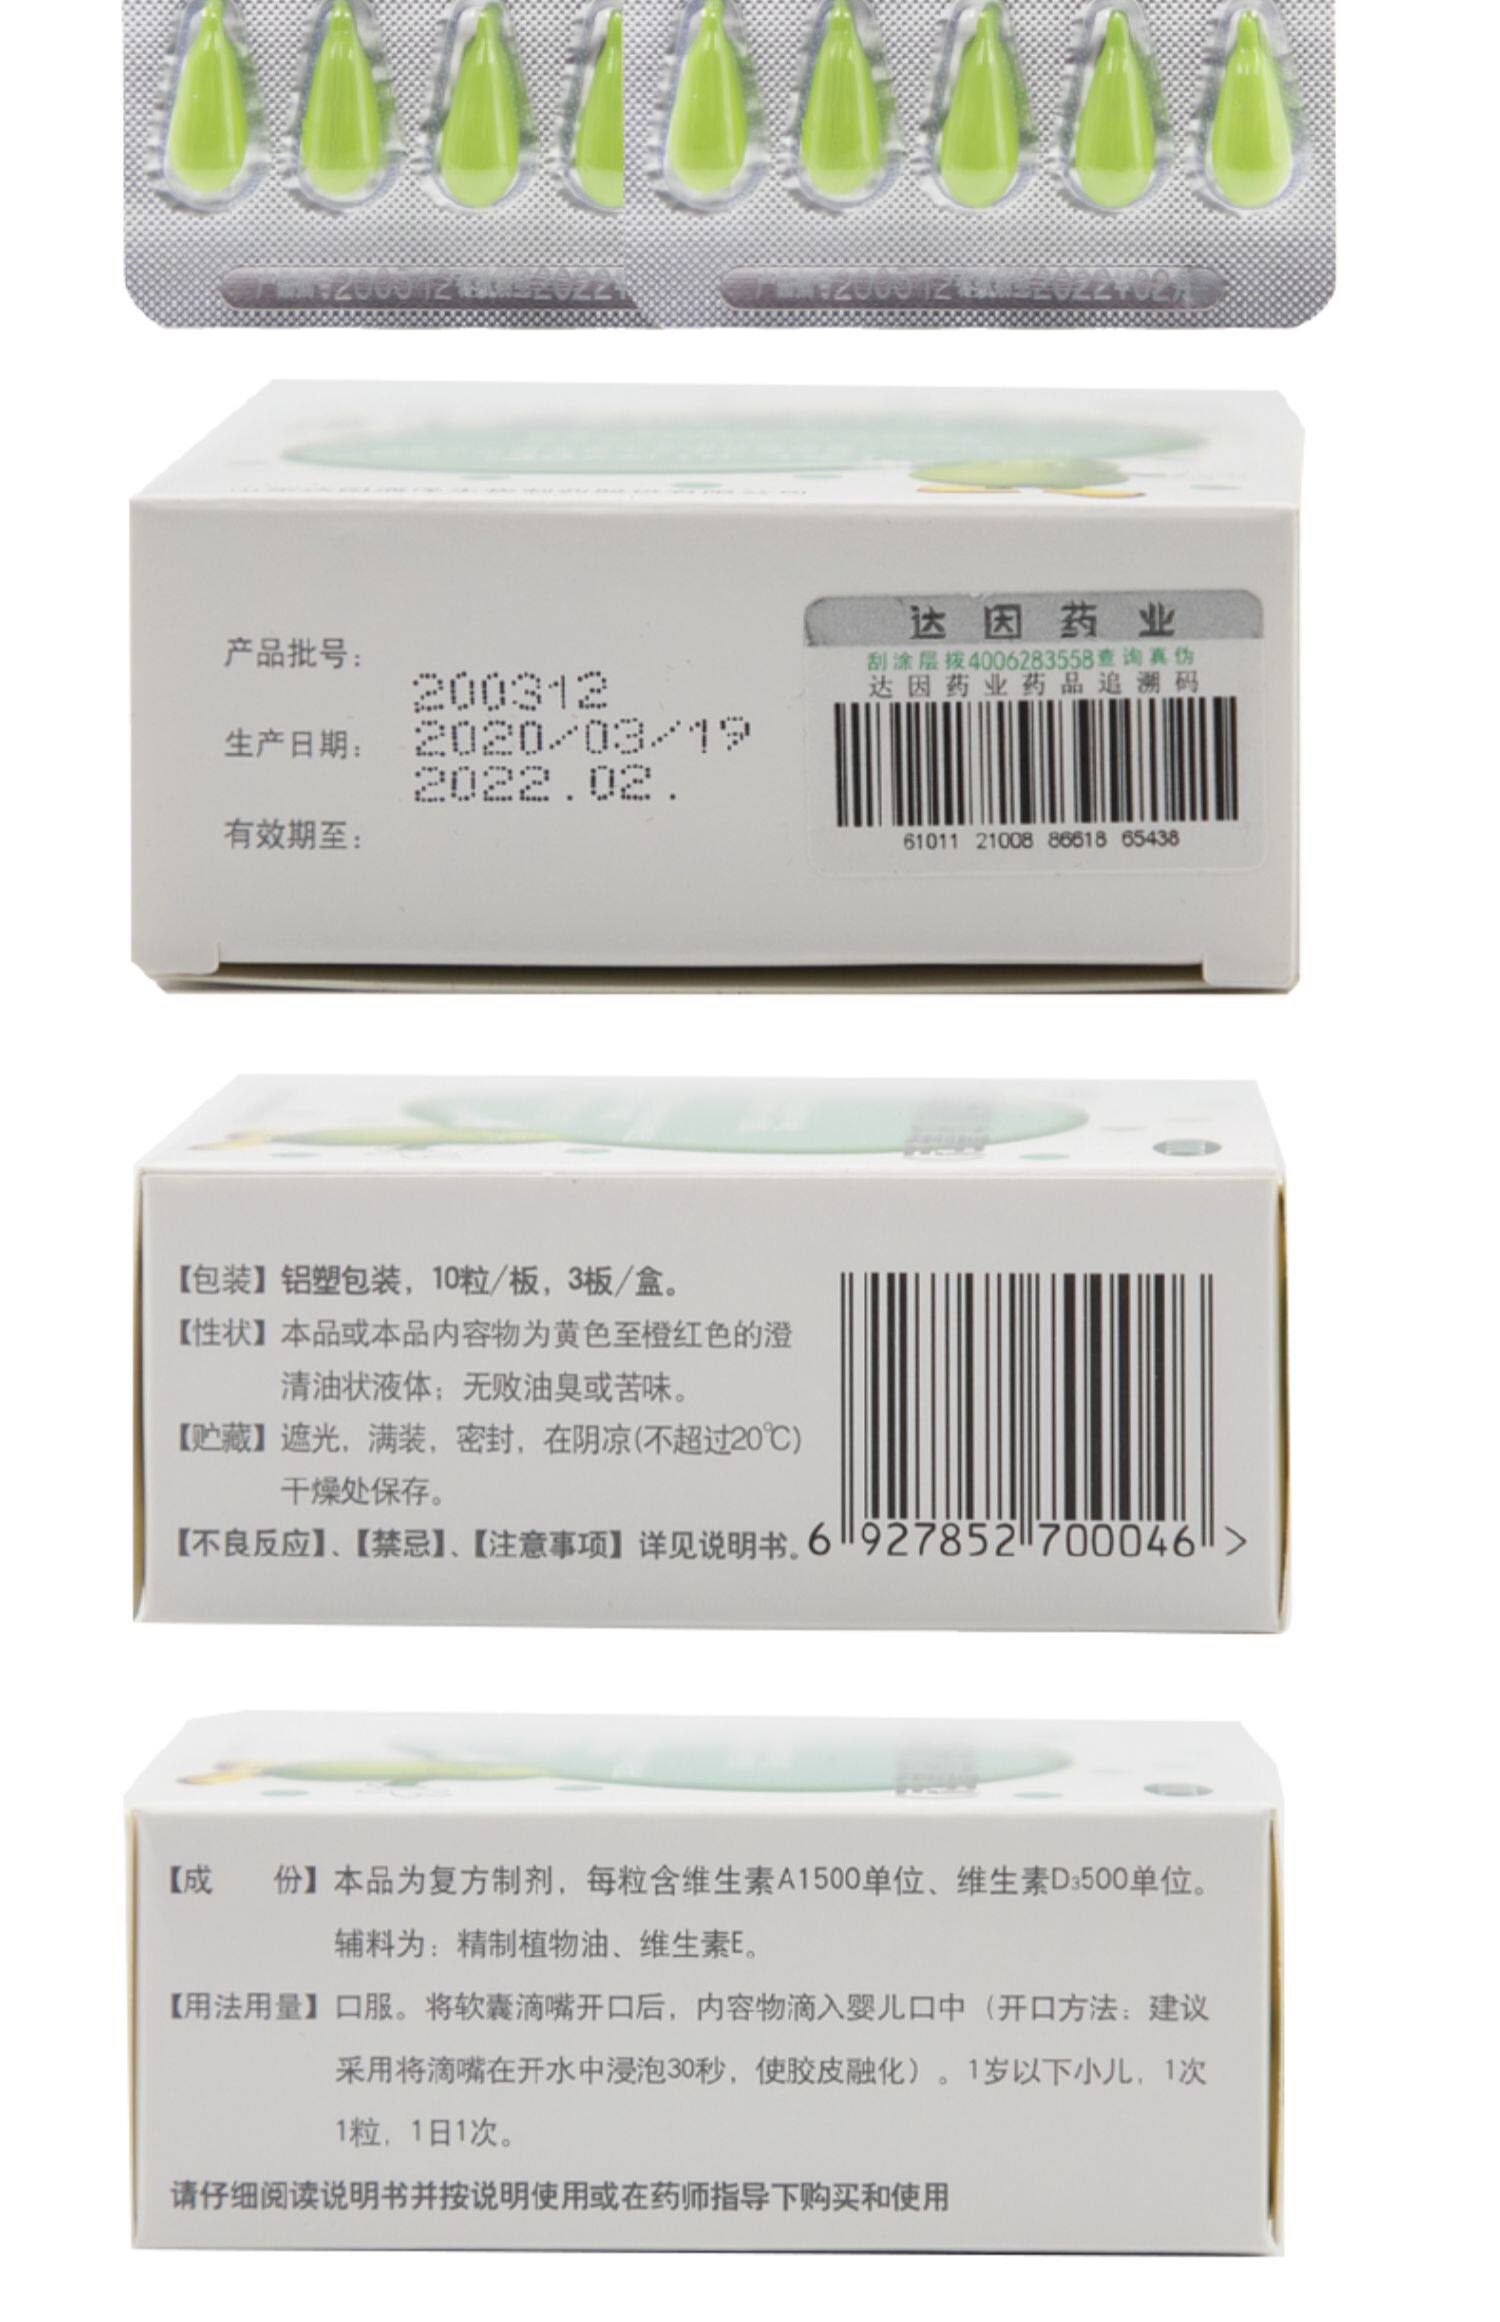 200312 2022
200312 2022年02月
达因药业
刮涂层拨4006283558查询真伪
达因药业药品追溯码
产品批号：
200312
生产日期：
2020/03/19
2022.02.
有效期至：
61011 21008 86618 65438
【包装】铝塑包装，10粒/板，3板/盒。
【性状】本品或本品内容物为黄色至橙红色的澄
清油状液体；无败油臭或苦味。
【贮藏】遮光，满装，密封，在阴凉(不超过20℃)
干燥处保存。
【不良反应】、【禁忌】、【注意事项】详见说明书。
6 927852 700046 >
【成 份】本品为复方制剂，每粒含维生素A1500单位、维生素D₃500单位。
辅料为：精制植物油、维生素E。
【用法用量】口服。将软囊滴嘴开口后，内容物滴入婴儿口中（开口方法：建议
采用将滴嘴在开水中浸泡30秒，使胶皮融化）。1岁以下小儿，1次
1粒，1日1次。
请仔细阅读说明书并按说明使用或在药师指导下购买和使用